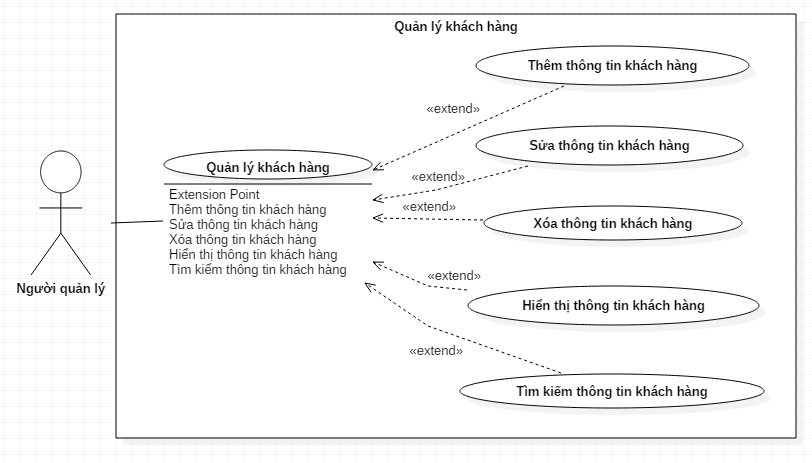 Quản lý khách hàng
Thêm thông tin khách hàng
«extend»
Sửa thông tin khách hàng
Quản lý khách hàng
«extend»
Extension Point
Thêm thông tin khách hàng
«extend»
Sửa thông tin khách hàng
Xóa thông tin khách hàng
Xóa thông tin khách hàng
Hiển thị thông tin khách hàng
Tìm kiếm thông tin khách hàng
«extend»
Người quản lý
Hiển thị thông tin khách hàng
«extend»
Tìm kiếm thông tin khách hàng